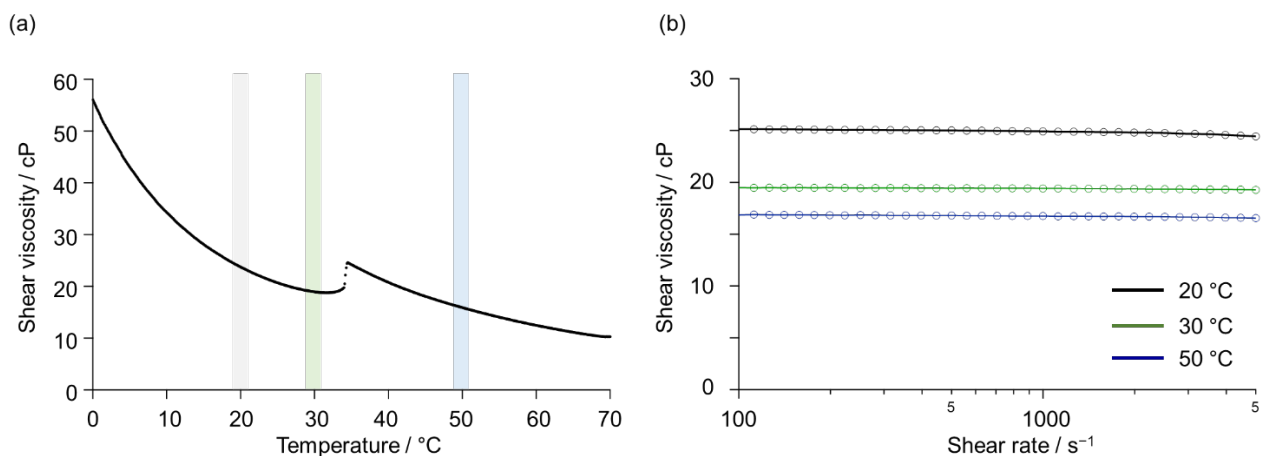 (a)
60
50
40
30
20
10
0
Shear viscosity / cP
0 10 20 30 40 50 60 70
Temperature / °C
(b)
30
20
10
0
Shear viscosity / cP
20 °C
30 °C
50 °C
100 5 1000 5
Shear rate / s⁻¹